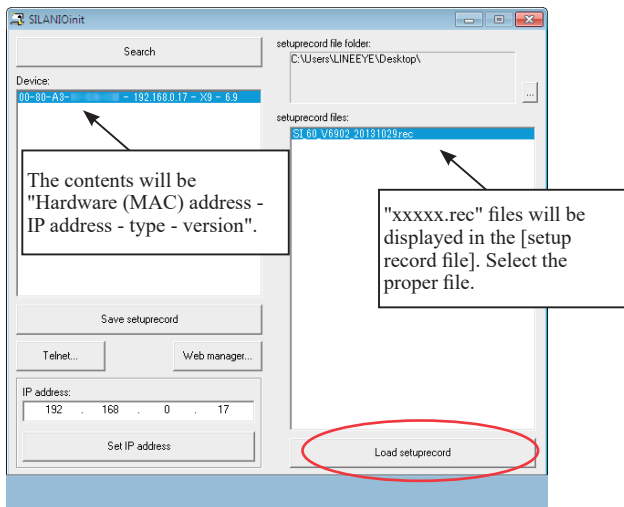 SILANIOinit
Search
Device:
00-80-A3- - 192.168.0.17 - X9 - 6.9
The contents will be
"Hardware (MAC) address -
IP address - type - version".
Save setuprecord
Telnet...
Web manager...
IP address:
192 . 168 . 0 . 17
Set IP address
setuprecord file folder:
C:\Users\LINEEYE\Desktop\
...
setuprecord files:
SI_60_V6902_20131029.rec
"xxxxx.rec" files will be
displayed in the [setup
record file]. Select the
proper file.
Load setuprecord